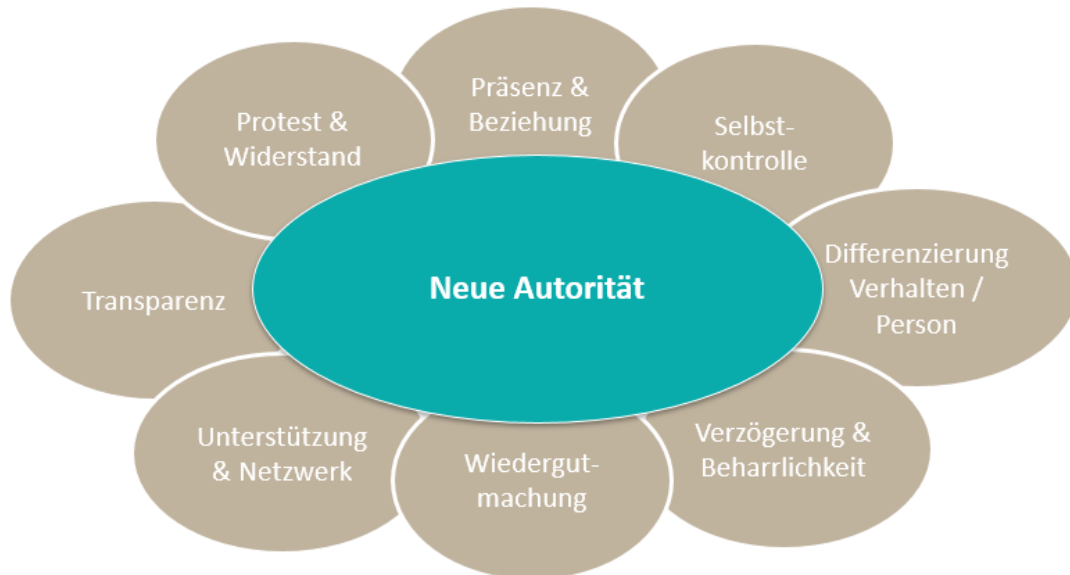 Präsenz &
Beziehung
Selbst-
kontrolle
Differenzierung
Verhalten /
Person
Verzögerung &
Beharrlichkeit
Wiedergut-
machung
Unterstützung
& Netzwerk
Transparenz
Protest &
Widerstand
Neue Autorität